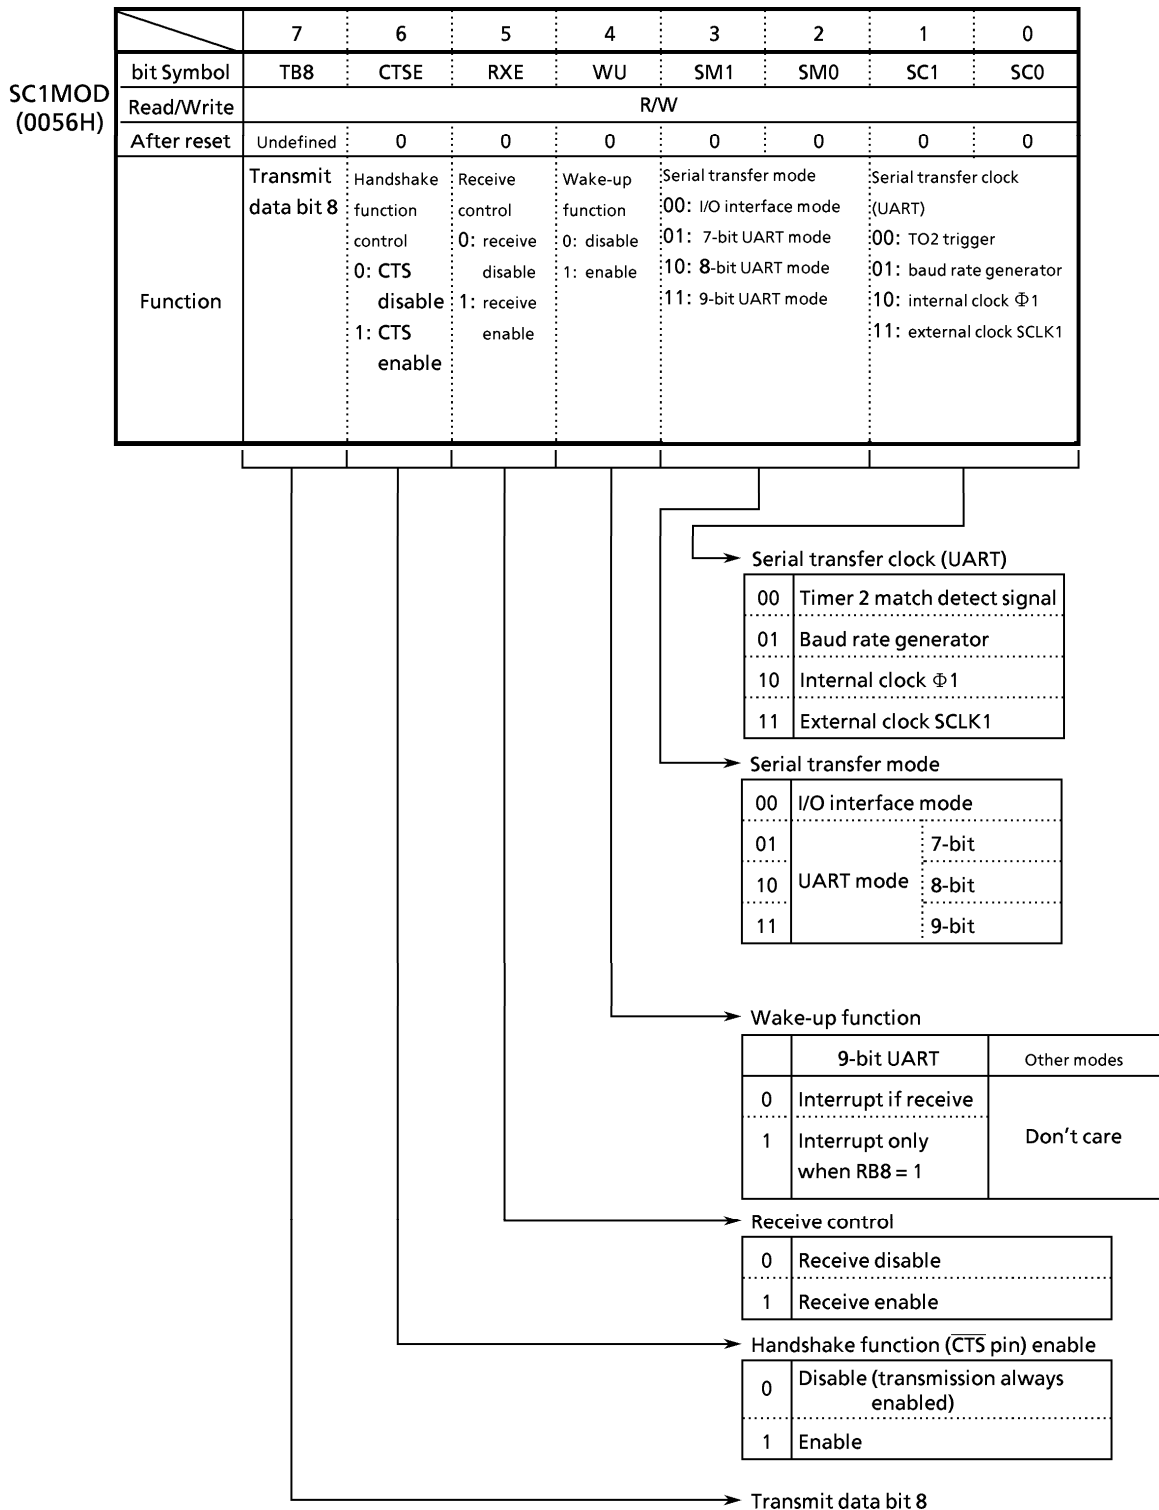 7 6 5 4 3 2 1 0
SC1MOD
(0056H)
bit Symbol TB8 CTSE RXE WU SM1 SM0 SC1 SC0
Read/Write R/W
After reset Undefined 0 0 0 0 0 0 0
Function
Transmit
data bit 8
Handshake
function
control
0: CTS
disable
1: CTS
enable
Receive
control
0: receive
disable
1: receive
enable
Wake-up
function
0: disable
1: enable
Serial transfer mode
00: I/O interface mode
01: 7-bit UART mode
10: 8-bit UART mode
11: 9-bit UART mode
Serial transfer clock
(UART)
00: TO2 trigger
01: baud rate generator
10: internal clock Φ1
11: external clock SCLK1
Serial transfer clock (UART)
00 Timer 2 match detect signal
01 Baud rate generator
10 Internal clock Φ1
11 External clock SCLK1
Serial transfer mode
00 I/O interface mode
01 7-bit
10 UART mode 8-bit
11 9-bit
Wake-up function
9-bit UART Other modes
0 Interrupt if receive
1 Interrupt only
when RB8 = 1
Don't care
Receive control
0 Receive disable
1 Receive enable
Handshake function (C̅T̅S̅ pin) enable
0 Disable (transmission always
enabled)
1 Enable
Transmit data bit 8